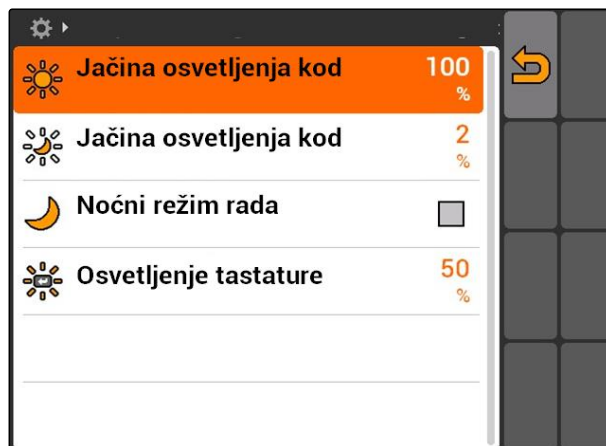 Jačina osvetljenja kod
100
%
Jačina osvetljenja kod
2
%
Noćni režim rada
Osvetljenje tastature
50
%